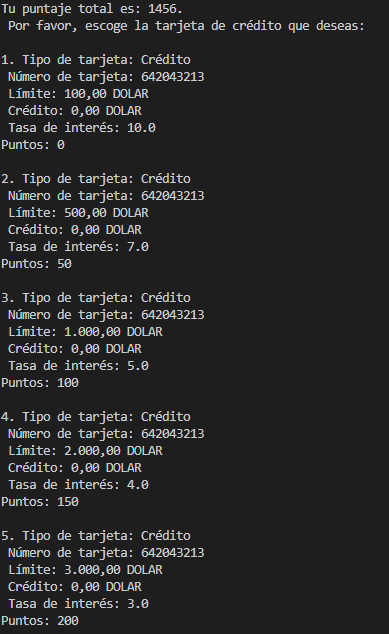 Tu puntaje total es: 1456.
Por favor, escoge la tarjeta de crédito que deseas:
1. Tipo de tarjeta: Crédito
Número de tarjeta: 642043213
Límite: 100,00 DOLAR
Crédito: 0,00 DOLAR
Tasa de interés: 10.0
Puntos: 0
2. Tipo de tarjeta: Crédito
Número de tarjeta: 642043213
Límite: 500,00 DOLAR
Crédito: 0,00 DOLAR
Tasa de interés: 7.0
Puntos: 50
3. Tipo de tarjeta: Crédito
Número de tarjeta: 642043213
Límite: 1.000,00 DOLAR
Crédito: 0,00 DOLAR
Tasa de interés: 5.0
Puntos: 100
4. Tipo de tarjeta: Crédito
Número de tarjeta: 642043213
Límite: 2.000,00 DOLAR
Crédito: 0,00 DOLAR
Tasa de interés: 4.0
Puntos: 150
5. Tipo de tarjeta: Crédito
Número de tarjeta: 642043213
Límite: 3.000,00 DOLAR
Crédito: 0,00 DOLAR
Tasa de interés: 3.0
Puntos: 200